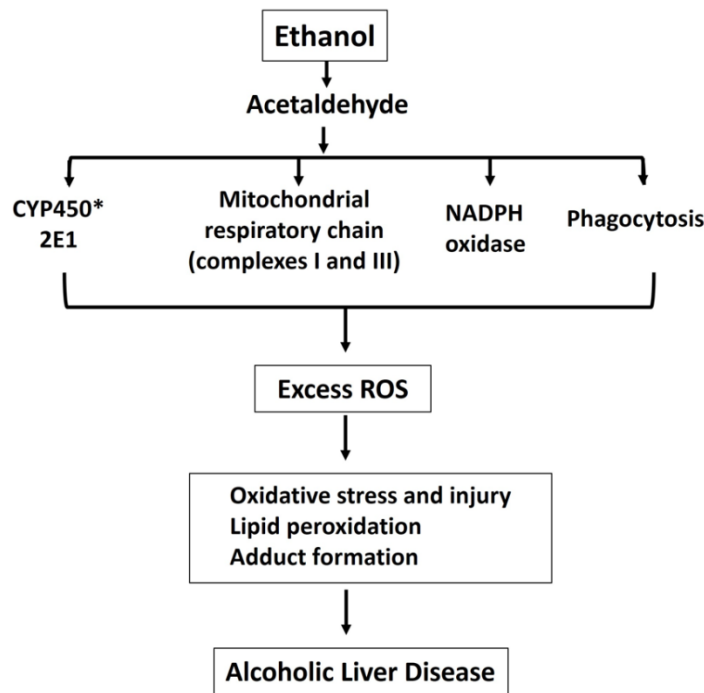 Ethanol
Acetaldehyde
CYP450*
2E1
Mitochondrial
respiratory chain
(complexes I and III)
NADPH
oxidase
Phagocytosis
Excess ROS
Oxidative stress and injury
Lipid peroxidation
Adduct formation
Alcoholic Liver Disease